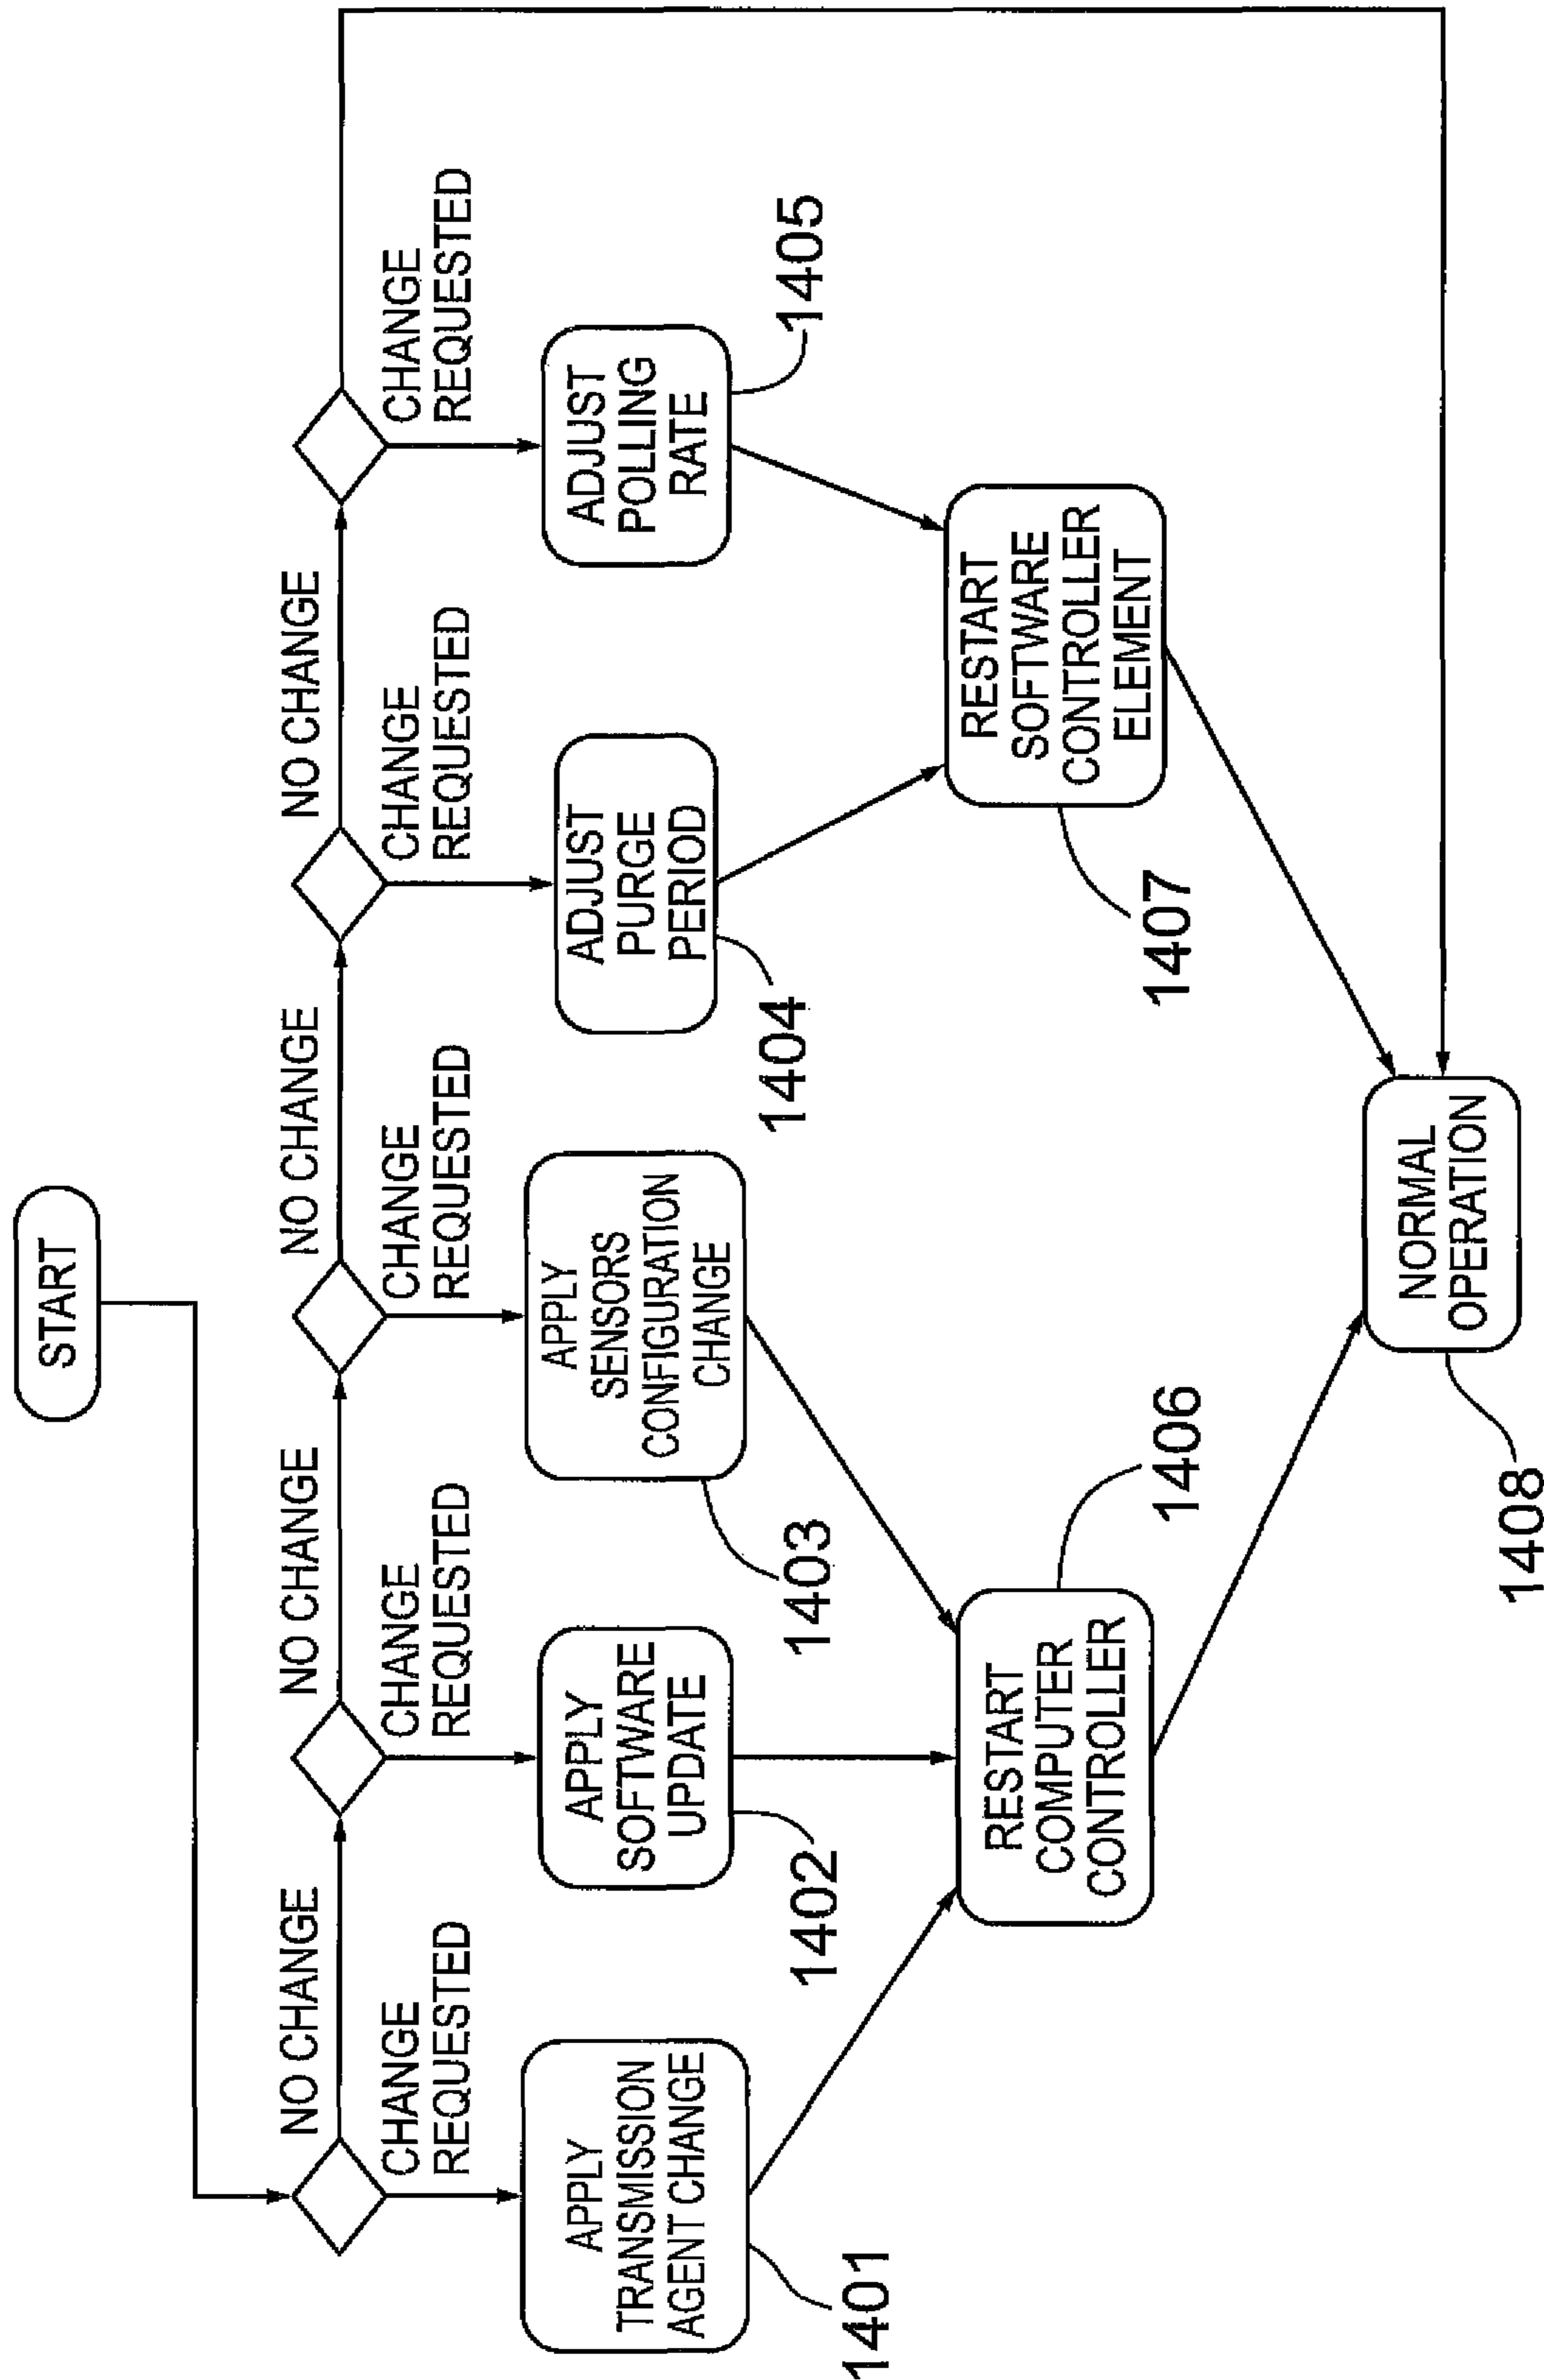 START
NO CHANGE
NO CHANGE
NO CHANGE
NO CHANGE
CHANGE
REQUESTED
CHANGE
REQUESTED
CHANGE
REQUESTED
CHANGE
REQUESTED
CHANGE
REQUESTED
APPLY
TRANSMISSION
AGENT CHANGE
1401
APPLY
SOFTWARE
UPDATE
1402
APPLY
SENSORS
CONFIGURATION
CHANGE
1403
ADJUST
PURGE
PERIOD
1404
ADJUST
POLLING
RATE
1405
RESTART
COMPUTER
CONTROLLER
1406
RESTART
SOFTWARE
CONTROLLER
ELEMENT
1407
NORMAL
OPERATION
1408